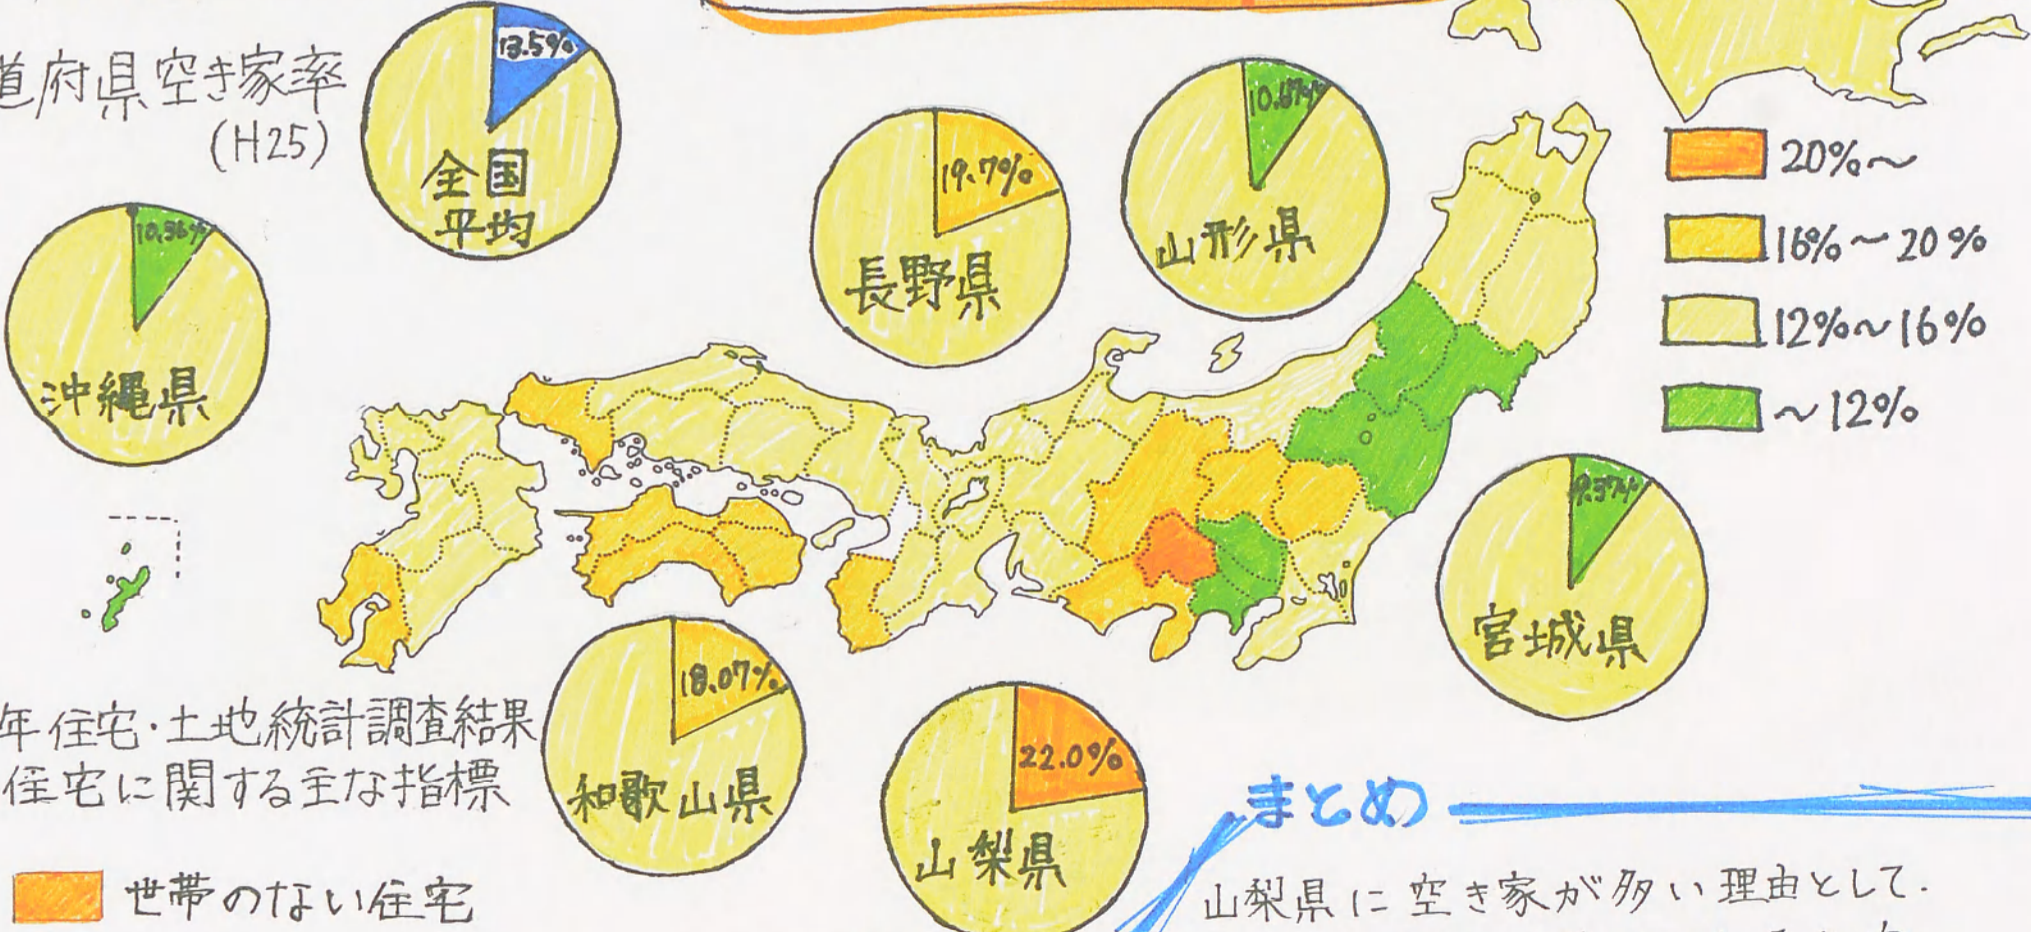 道府県空き家率
(H25)
13.5%
全国
平均
19.7%
長野県
10.67%
山形県
20%～
16%～20%
12%～16%
～12%
10.36%
沖縄県
9.37%
宮城県
18.07%
和歌山県
22.0%
山梨県
年住宅・土地統計調査結果
住宅に関する主な指標
世帯のない住宅
まとめ
山梨県に空き家が多い理由として.